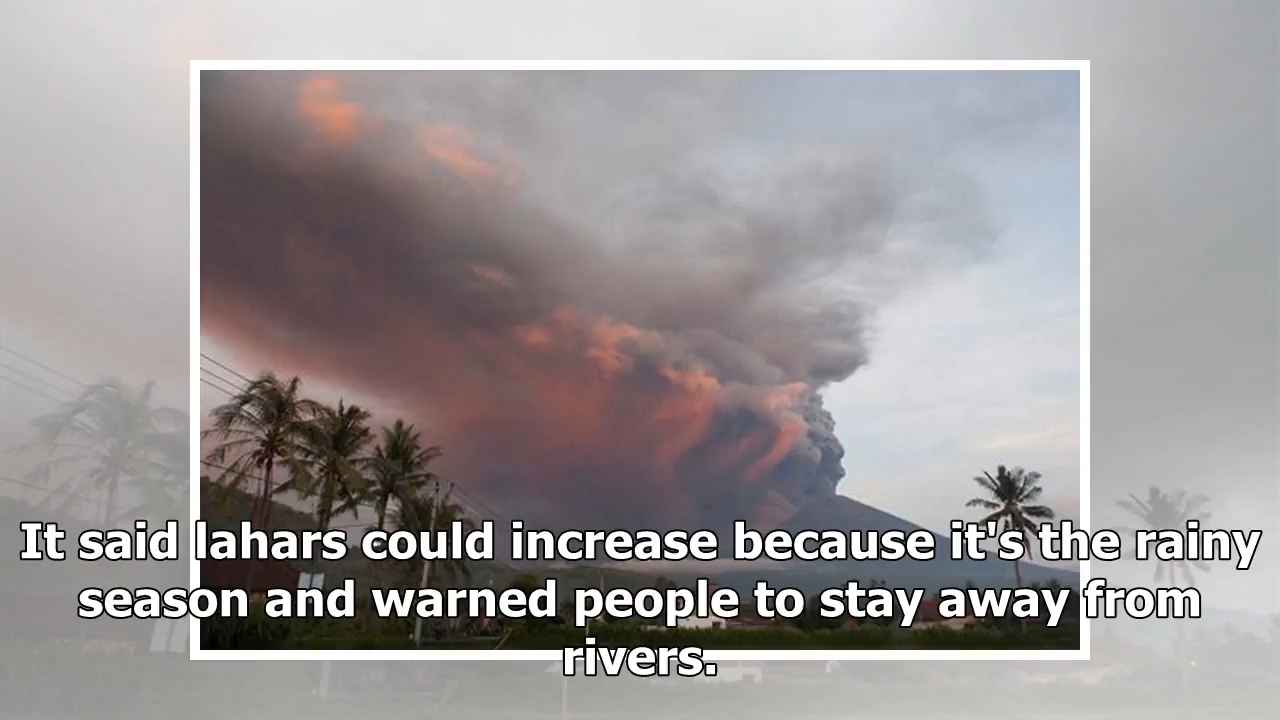 It said lahars could increase because it's the rainy
season and warned people to stay away from
rivers.